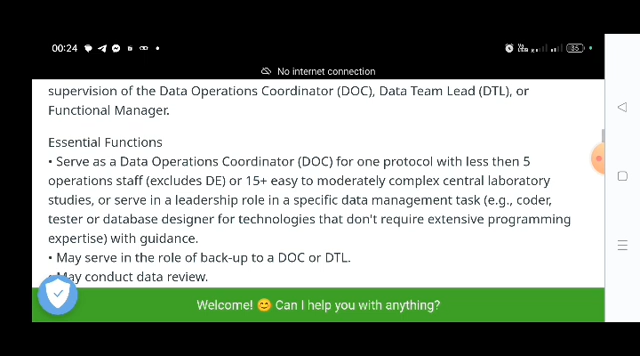 00:24
85
No internet connection
supervision of the Data Operations Coordinator (DOC), Data Team Lead (DTL), or
Functional Manager.
Essential Functions
• Serve as a Data Operations Coordinator (DOC) for one protocol with less then 5
operations staff (excludes DE) or 15+ easy to moderately complex central laboratory
studies, or serve in a leadership role in a specific data management task (e.g., coder,
tester or database designer for technologies that don't require extensive programming
expertise) with guidance.
• May serve in the role of back-up to a DOC or DTL.
• May conduct data review.
Welcome! 😊 Can I help you with anything?